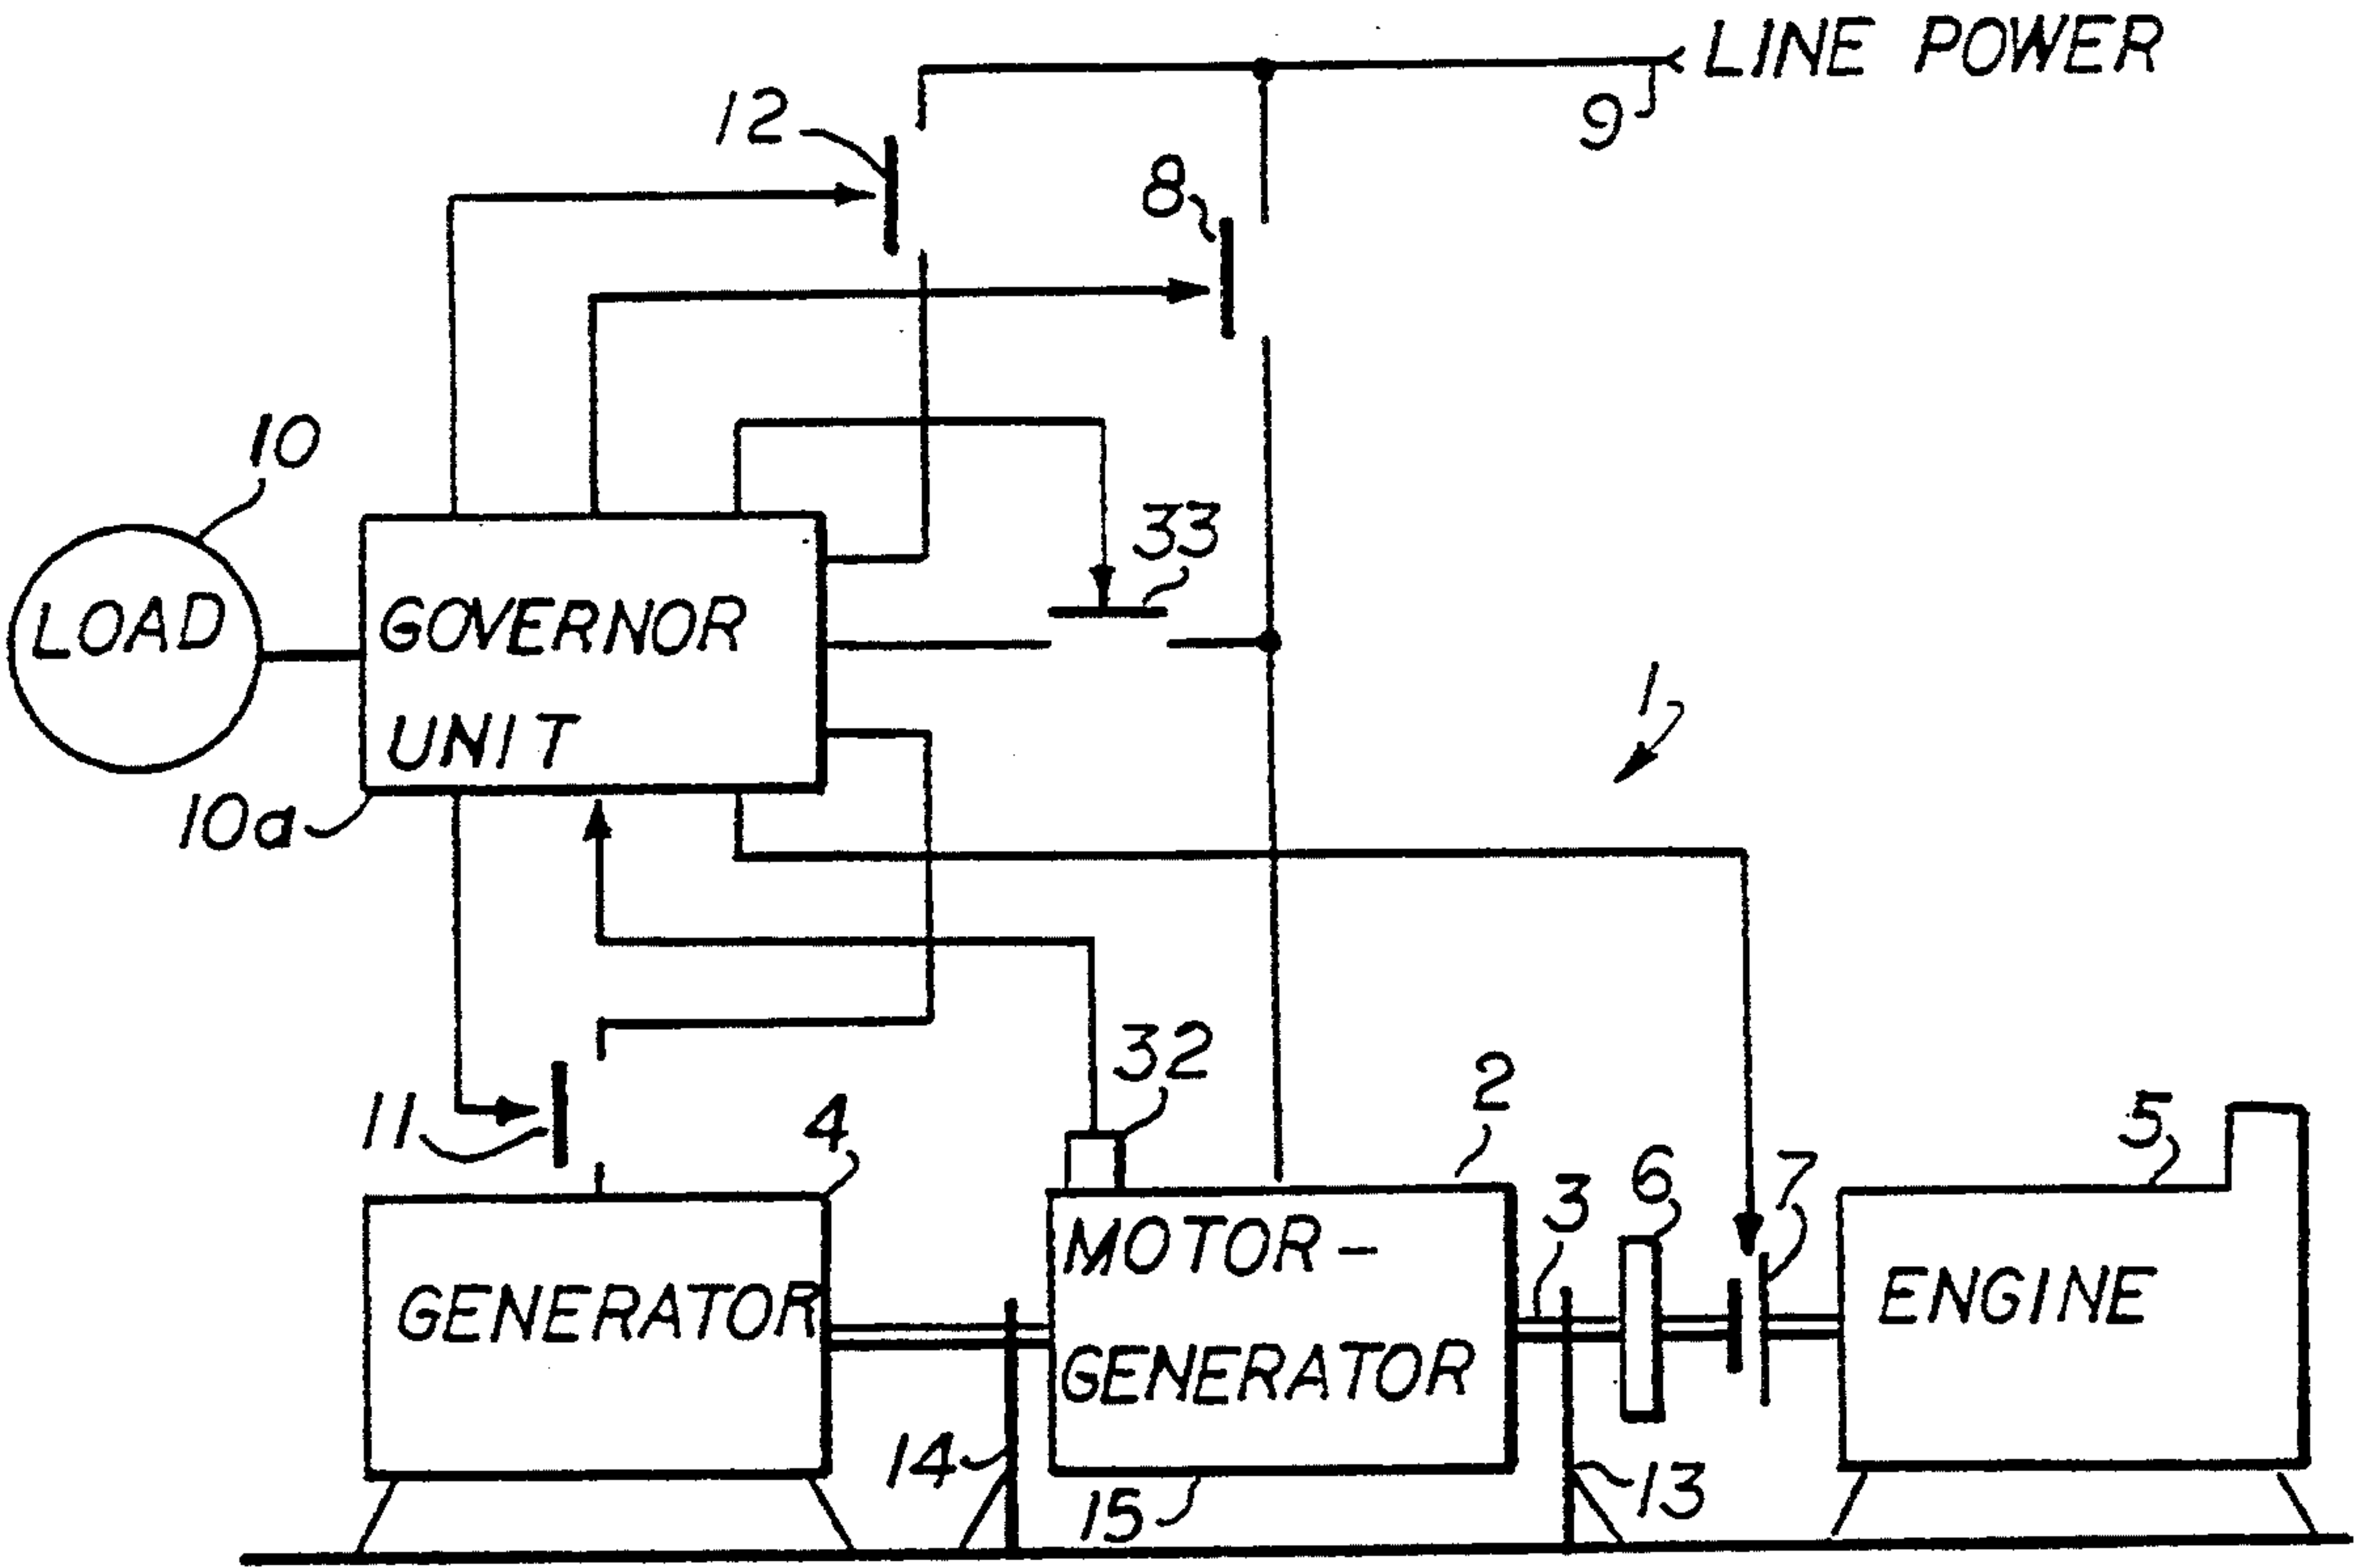 LINE POWER
9
12
8
10
33
LOAD
GOVERNOR
UNIT
1
10a
32
2
11
4
5
3
6
7
MOTOR-
GENERATOR
GENERATOR
ENGINE
14
13
15